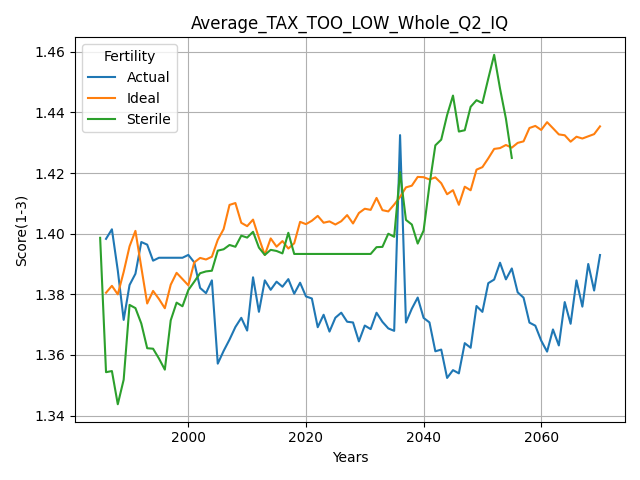 Average_TAX_TOO_LOW_Whole_Q2_IQ
Fertility
Actual
Ideal
Sterile
Score(1-3)
1.46
1.44
1.42
1.40
1.38
1.36
1.34
2000
2020
2040
2060
Years